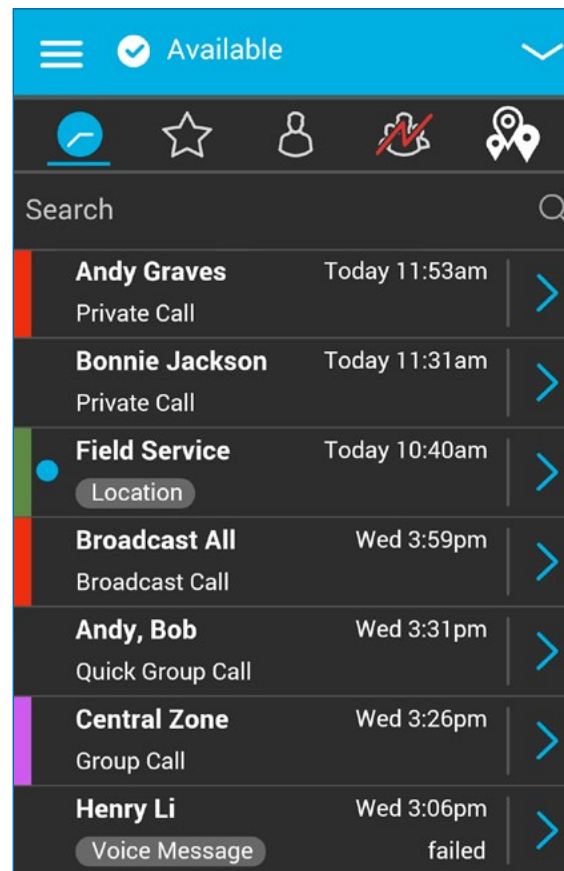 Available
Search
Andy Graves Today 11:53am
Private Call
Bonnie Jackson Today 11:31am
Private Call
Field Service Today 10:40am
Location
Broadcast All Wed 3:59pm
Broadcast Call
Andy, Bob Wed 3:31pm
Quick Group Call
Central Zone Wed 3:26pm
Group Call
Henry Li Wed 3:06pm
Voice Message failed